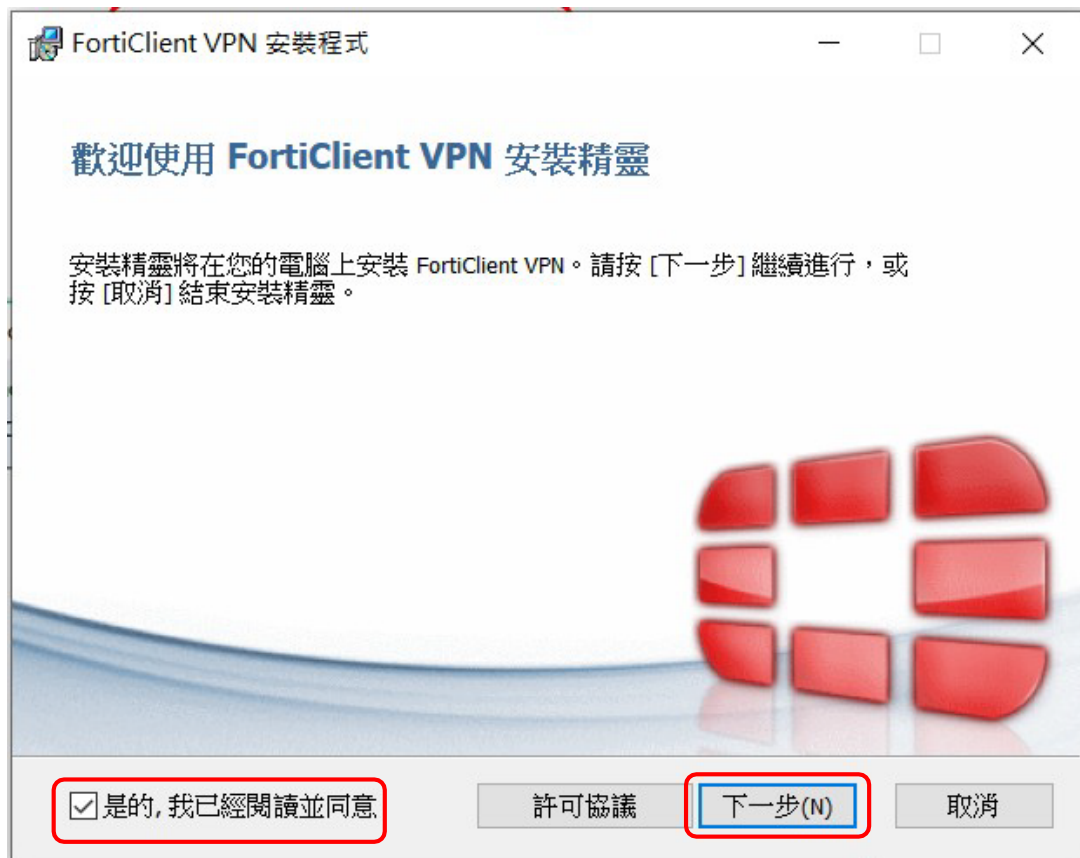 FortiClient VPN 安裝程式
歡迎使用 FortiClient VPN 安裝精靈
安裝精靈將在您的電腦上安裝 FortiClient VPN。請按 [下一步] 繼續進行，或
按 [取消] 結束安裝精靈。
是的, 我已經閱讀並同意 許可協議 下一步(N) 取消